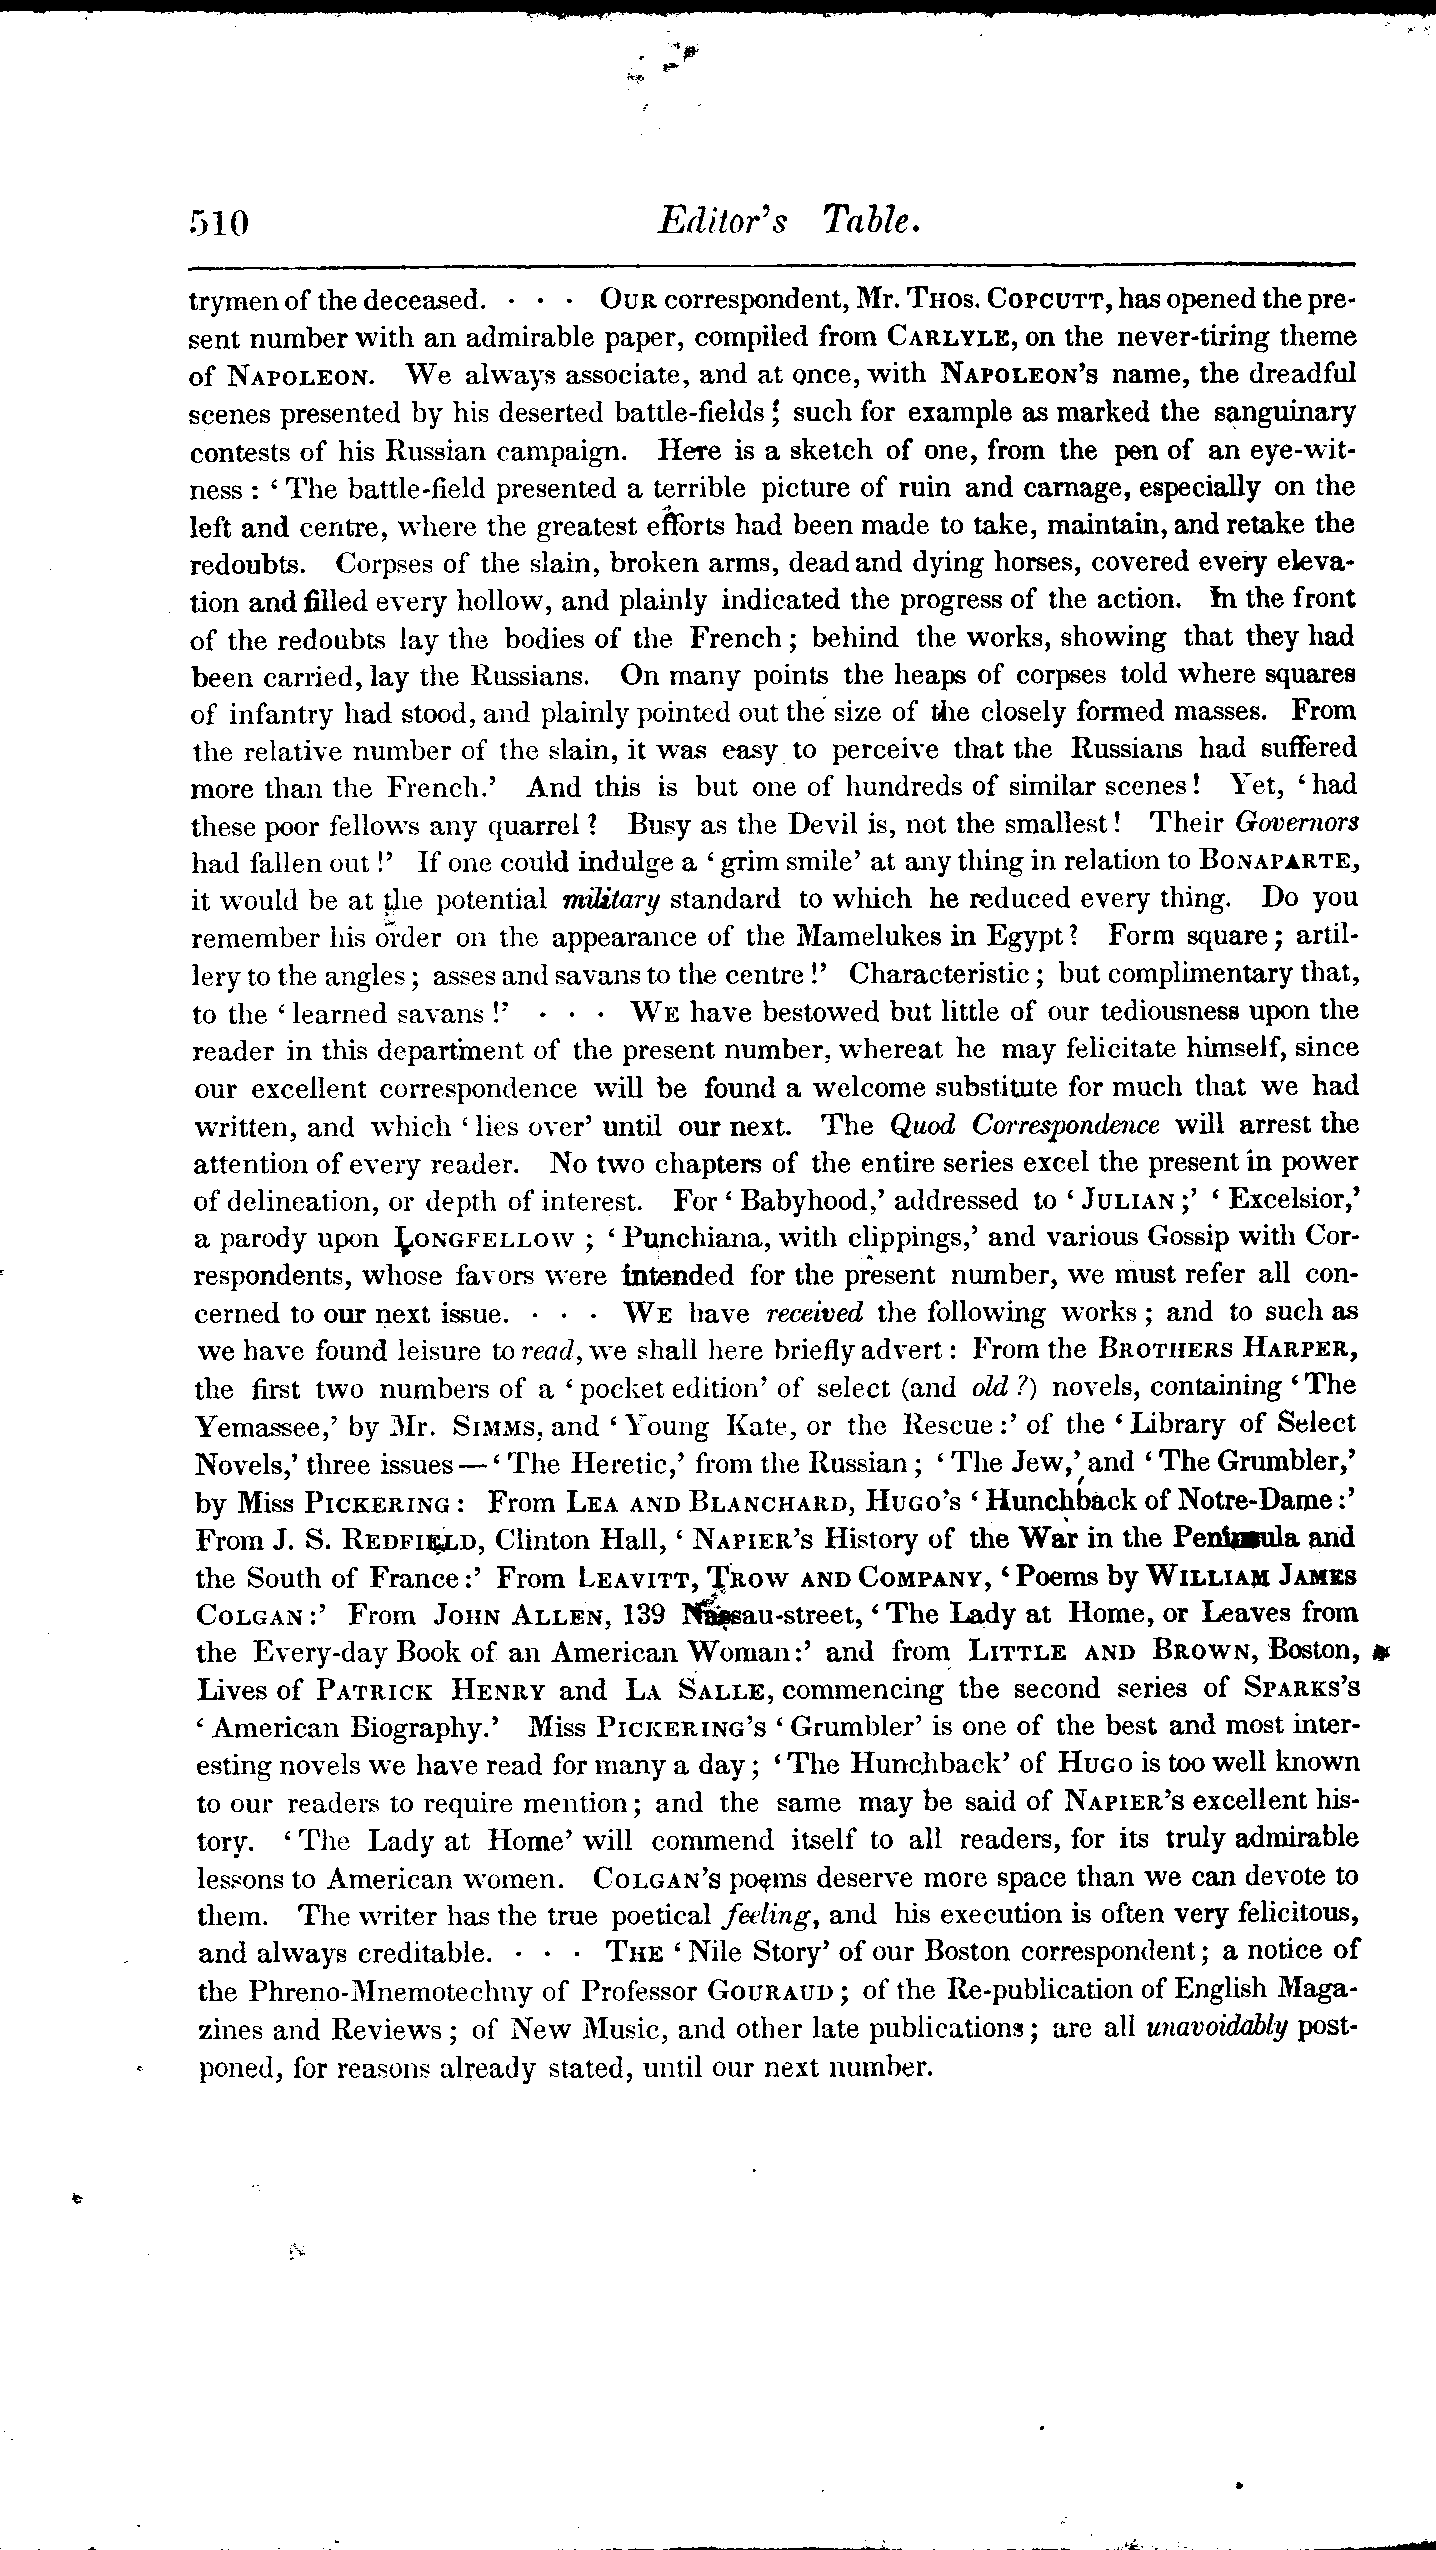 510 Editor's Table.
trymen of the deceased. · · · OUR correspondent, Mr. THOS. COPCUTT, has opened the pre-
sent number with an admirable paper, compiled from CARLYLE, on the never-tiring theme
of NAPOLEON. We always associate, and at once, with NAPOLEON'S name, the dreadful
scenes presented by his deserted battle-fields; such for example as marked the sanguinary
contests of his Russian campaign. Here is a sketch of one, from the pen of an eye-wit-
ness : ‘ The battle-field presented a terrible picture of ruin and carnage, especially on the
left and centre, where the greatest efforts had been made to take, maintain, and retake the
redoubts. Corpses of the slain, broken arms, dead and dying horses, covered every eleva-
tion and filled every hollow, and plainly indicated the progress of the action. In the front
of the redoubts lay the bodies of the French ; behind the works, showing that they had
been carried, lay the Russians. On many points the heaps of corpses told where squares
of infantry had stood, and plainly pointed out the size of the closely formed masses. From
the relative number of the slain, it was easy to perceive that the Russians had suffered
more than the French.’ And this is but one of hundreds of similar scenes! Yet, ‘had
these poor fellows any quarrel? Busy as the Devil is, not the smallest! Their Governors
had fallen out !’ If one could indulge a ‘ grim smile’ at any thing in relation to BONAPARTE,
it would be at the potential military standard to which he reduced every thing. Do you
remember his order on the appearance of the Mamelukes in Egypt? Form square; artil-
lery to the angles ; asses and savans to the centre !’ Characteristic ; but complimentary that,
to the ‘ learned savans !’ · · · WE have bestowed but little of our tediousness upon the
reader in this department of the present number, whereat he may felicitate himself, since
our excellent correspondence will be found a welcome substitute for much that we had
written, and which ‘ lies over’ until our next. The Quod Correspondence will arrest the
attention of every reader. No two chapters of the entire series excel the present in power
of delineation, or depth of interest. For ‘ Babyhood,’ addressed to ‘ JULIAN ;’ ‘ Excelsior,’
a parody upon LONGFELLOW ; ‘ Punchiana, with clippings,’ and various Gossip with Cor-
respondents, whose favors were intended for the present number, we must refer all con-
cerned to our next issue. · · · WE have received the following works ; and to such as
we have found leisure to read, we shall here briefly advert : From the BROTHERS HARPER,
the first two numbers of a ‘ pocket edition’ of select (and old ?) novels, containing ‘ The
Yemassee,’ by Mr. SIMMS, and ‘ Young Kate, or the Rescue :’ of the ‘ Library of Select
Novels,’ three issues — ‘ The Heretic,’ from the Russian ; ‘ The Jew,’ and ‘ The Grumbler,’
by Miss PICKERING : From LEA AND BLANCHARD, HUGO'S ‘ Hunchback of Notre-Dame :’
From J. S. REDFIELD, Clinton Hall, ‘ NAPIER'S History of the War in the Peninsula and
the South of France :’ From LEAVITT, TROW AND COMPANY, ‘ Poems by WILLIAM JAMES
COLGAN :’ From JOHN ALLEN, 139 Nassau-street, ‘ The Lady at Home, or Leaves from
the Every-day Book of an American Woman:’ and from LITTLE AND BROWN, Boston,
Lives of PATRICK HENRY and LA SALLE, commencing the second series of SPARKS'S
‘ American Biography.’ Miss PICKERING'S ‘ Grumbler’ is one of the best and most inter-
esting novels we have read for many a day ; ‘ The Hunchback’ of HUGO is too well known
to our readers to require mention; and the same may be said of NAPIER'S excellent his-
tory. ‘ The Lady at Home’ will commend itself to all readers, for its truly admirable
lessons to American women. COLGAN'S poems deserve more space than we can devote to
them. The writer has the true poetical feeling, and his execution is often very felicitous,
and always creditable. · · · THE ‘ Nile Story’ of our Boston correspondent; a notice of
the Phreno-Mnemotechny of Professor GOURAUD ; of the Re-publication of English Maga-
zines and Reviews ; of New Music, and other late publications ; are all unavoidably post-
poned, for reasons already stated, until our next number.